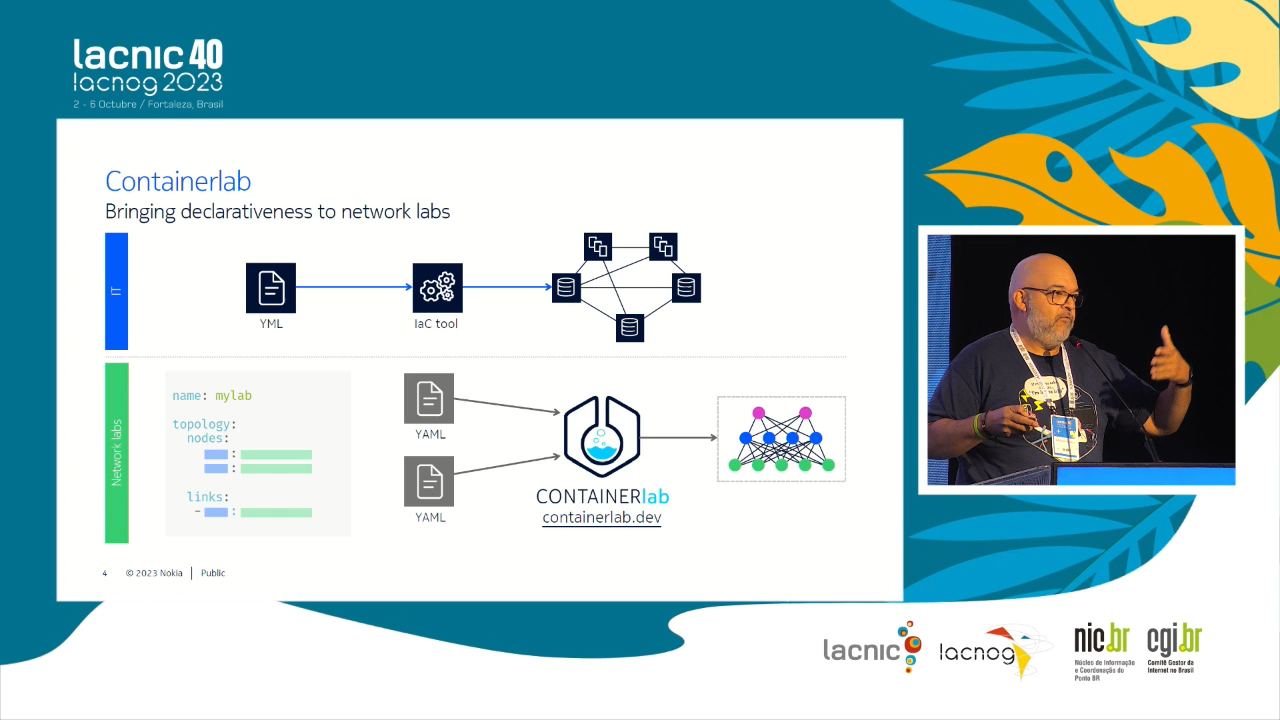 lacnic 40
lacnog 2023
2 - 6 Octubre / Fortaleza, Brasil
Containerlab
Bringing declarativeness to network labs
IT
YML
IaC tool
Network labs
name: mylab
topology:
nodes:
:
:
links:
- :
YAML
YAML
CONTAINERlab
containerlab.dev
4 © 2023 Nokia | Public
lacnic
lacnog
nic.br
Núcleo de Informação
e Coordenação do
Ponto BR
cgi.br
Comitê Gestor da
Internet no Brasil